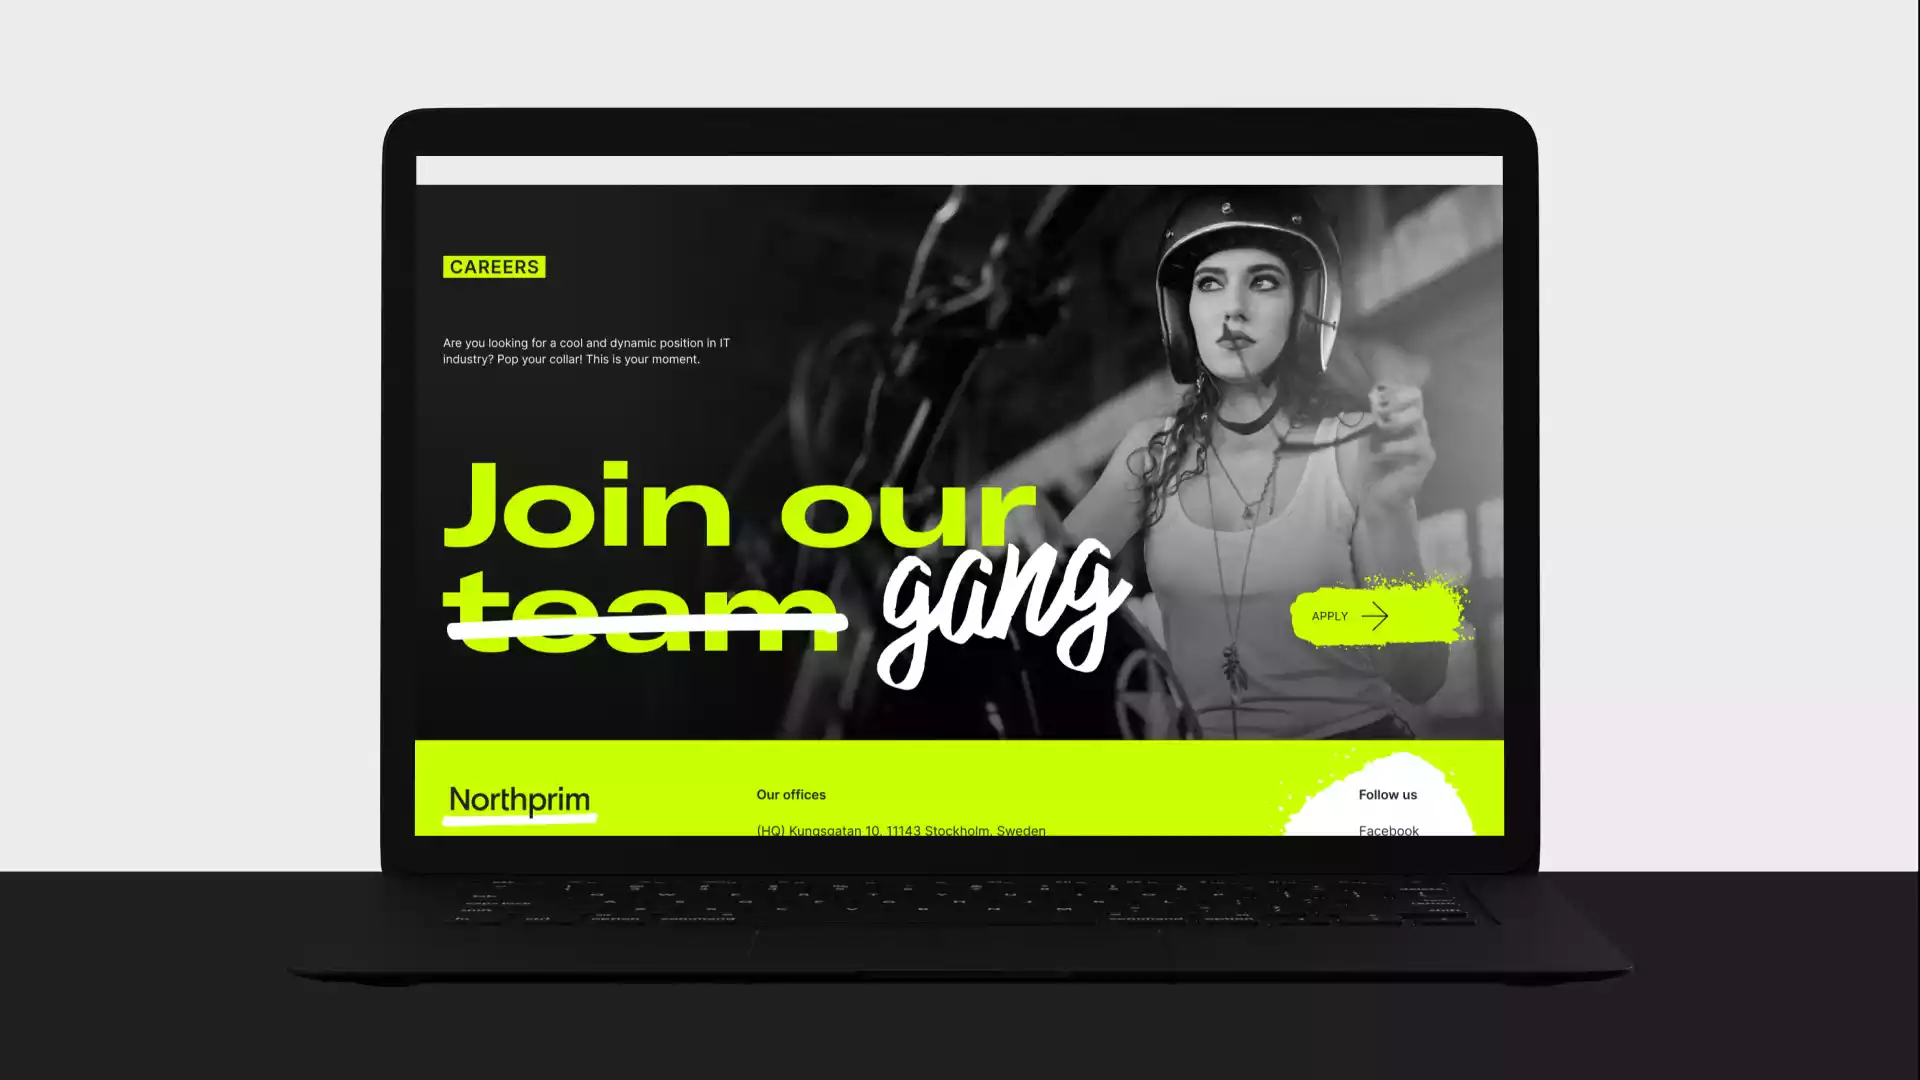 CAREERS
Are you looking for a cool and dynamic position in IT
industry? Pop your collar! This is your moment.
Join our
team gang
APPLY
Northprim
Our offices
(HQ) Kungsgatan 10, 11143 Stockholm, Sweden
Follow us
Facebook